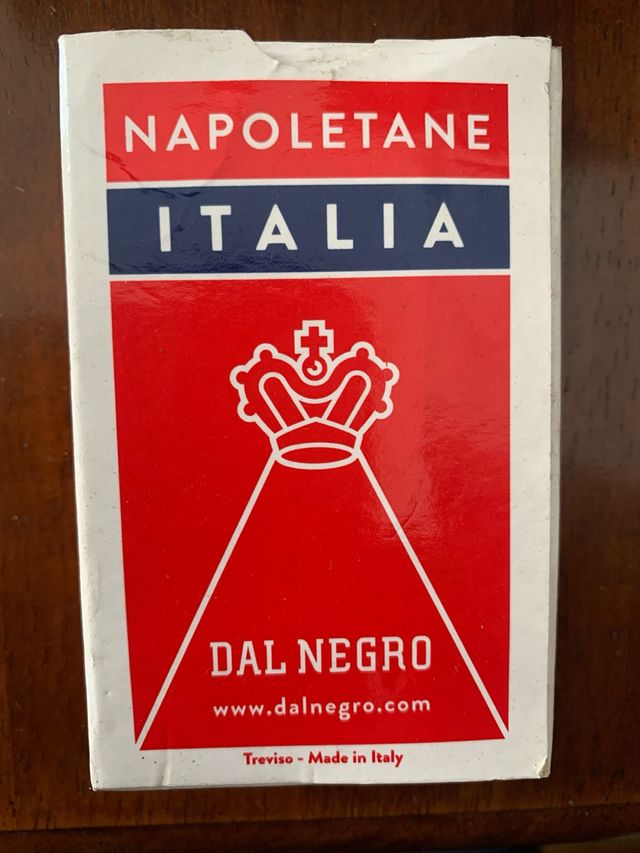 NAPOLETANE
ITALIA
DAL NEGRO
www.dalnegro.com
Treviso - Made in Italy